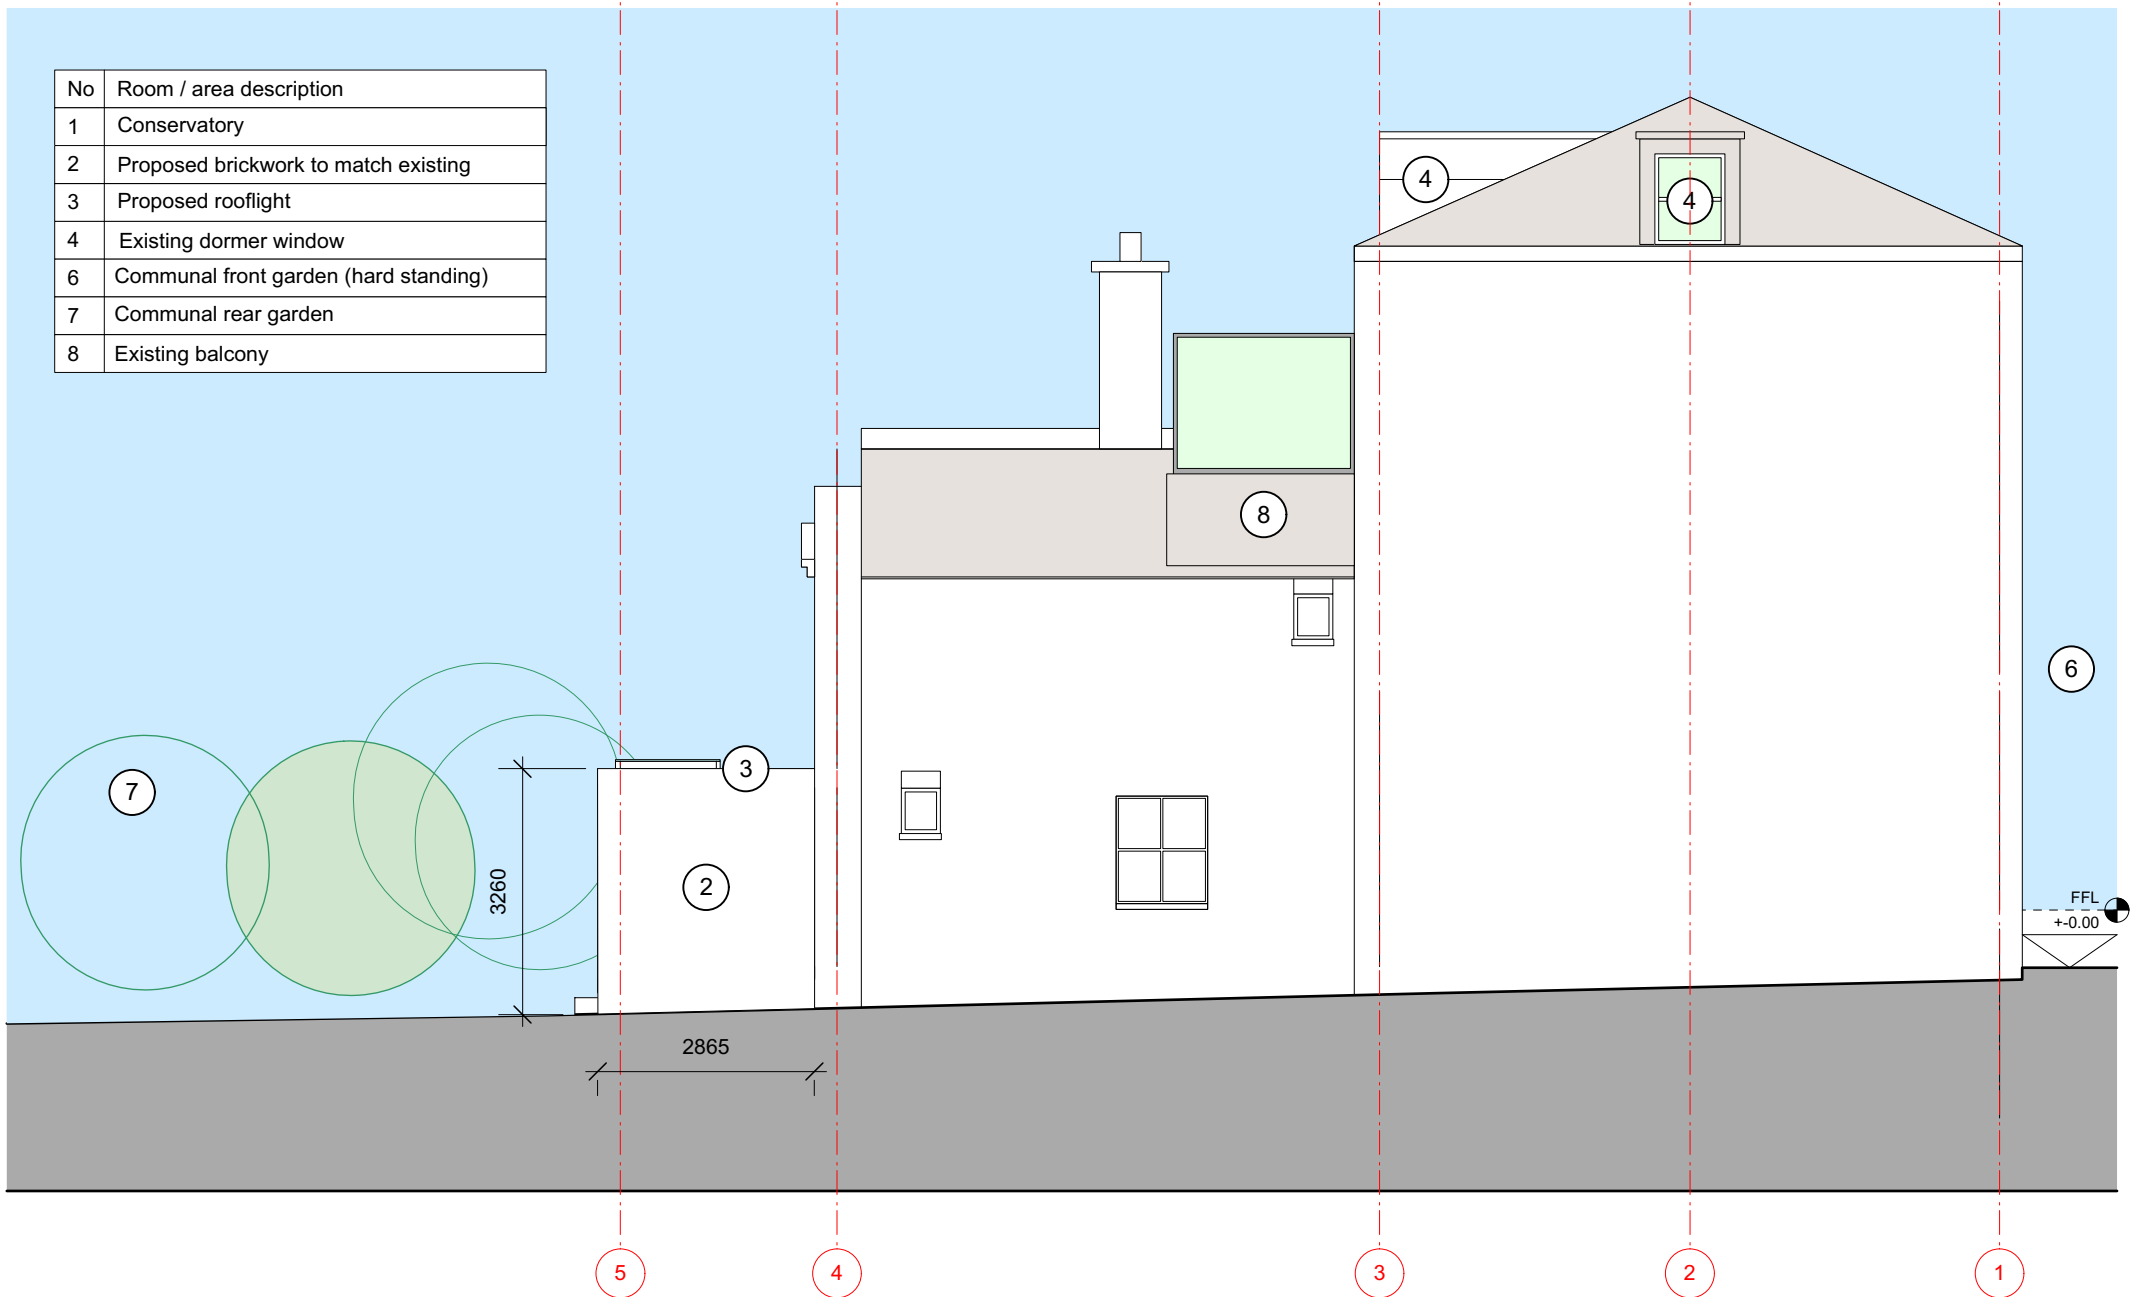 No Room / area description
1 Conservatory
2 Proposed brickwork to match existing
3 Proposed rooflight
4 Existing dormer window
6 Communal front garden (hard standing)
7 Communal rear garden
8 Existing balcony
4
4
8
6
3
7
2
3260
FFL
+-0.00
2865
5 4 3 2 1